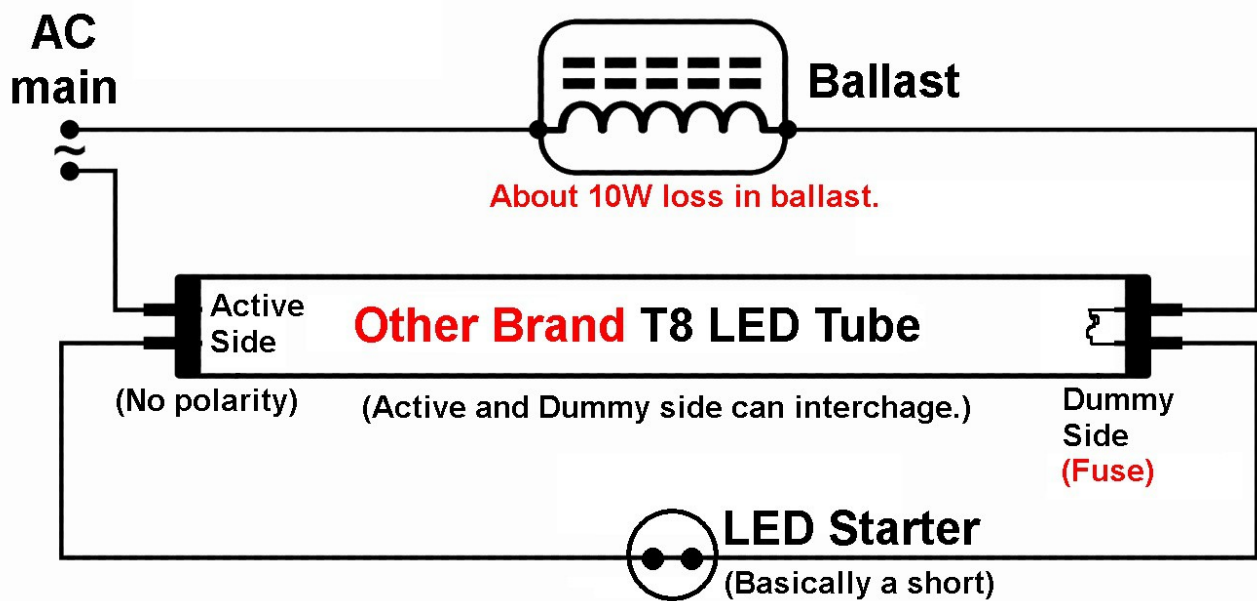 AC
main
~
Ballast
About 10W loss in ballast.
Active
Side
Other Brand T8 LED Tube
(No polarity)
(Active and Dummy side can interchage.)
Dummy
Side
(Fuse)
LED Starter
(Basically a short)